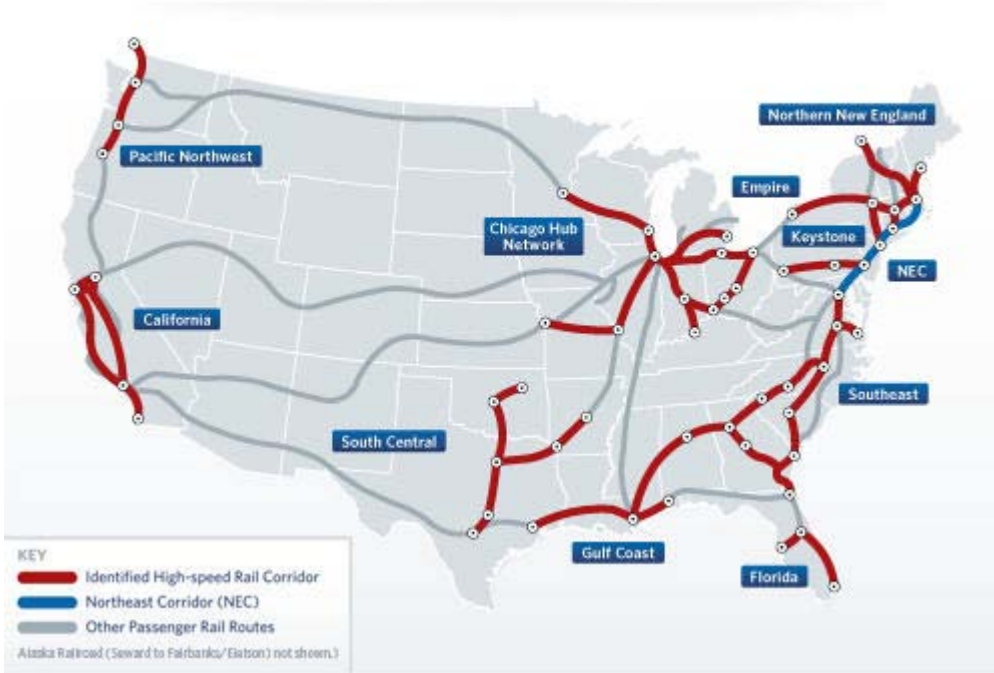 Northern New England
Pacific Northwest
Empire
Chicago Hub
Network
Keystone
NEC
California
Southeast
South Central
Gulf Coast
Florida
KEY
Identified High-speed Rail Corridor
Northeast Corridor (NEC)
Other Passenger Rail Routes
Alaska Railroad (Seward to Fairbanks/Eielson) not shown.)